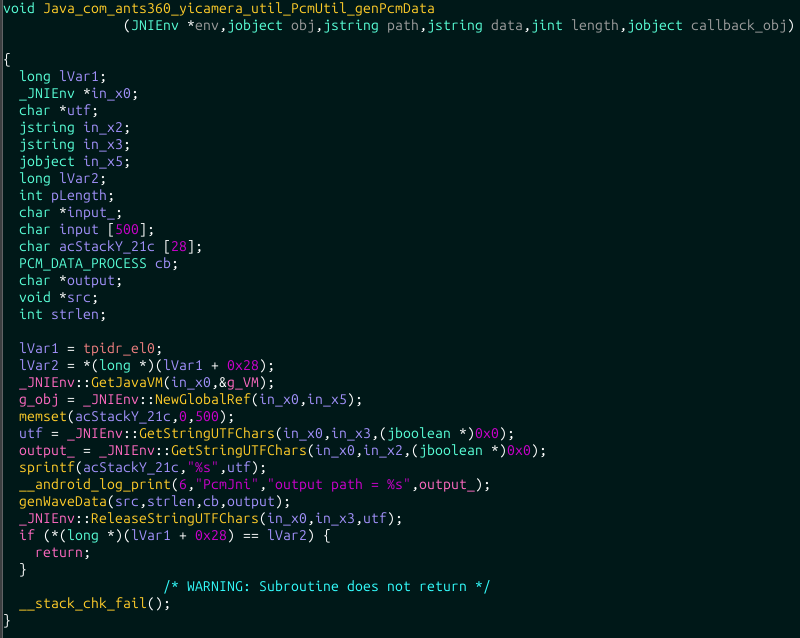 void Java_com_ants360_yicamera_util_PcmUtil_genPcmData
(JNIEnv *env,jobject obj,jstring path,jstring data,jint length,jobject callback_obj)
{
long lVar1;
_JNIEnv *in_x0;
char *utf;
jstring in_x2;
jstring in_x3;
jobject in_x5;
long lVar2;
int pLength;
char *input_;
char input [500];
char acStackY_21c [28];
PCM_DATA_PROCESS cb;
char *output;
void *src;
int strlen;
lVar1 = tpidr_el0;
lVar2 = *(long *)(lVar1 + 0x28);
_JNIEnv::GetJavaVM(in_x0,&g_VM);
g_obj = _JNIEnv::NewGlobalRef(in_x0,in_x5);
memset(acStackY_21c,0,500);
utf = _JNIEnv::GetStringUTFChars(in_x0,in_x3,(jboolean *)0x0);
output_ = _JNIEnv::GetStringUTFChars(in_x0,in_x2,(jboolean *)0x0);
sprintf(acStackY_21c,"%s",utf);
__android_log_print(6,"PcmJni","output path = %s",output_);
genWaveData(src,strlen,cb,output);
_JNIEnv::ReleaseStringUTFChars(in_x0,in_x3,utf);
if (*(long *)(lVar1 + 0x28) == lVar2) {
return;
}
/* WARNING: Subroutine does not return */
__stack_chk_fail();
}